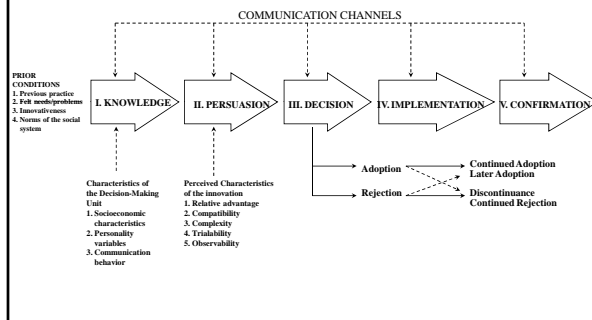 COMMUNICATION CHANNELS
PRIOR
CONDITIONS
1. Previous practice
2. Felt needs/problems
3. Innovativeness
4. Norms of the social
system
I. KNOWLEDGE
II. PERSUASION
III. DECISION
IV. IMPLEMENTATION
V. CONFIRMATION
Characteristics of
the Decision-Making
Unit
1. Socioeconomic
characteristics
2. Personality
variables
3. Communication
behavior
Perceived Characteristics
of the innovation
1. Relative advantage
2. Compatibility
3. Complexity
4. Trialability
5. Observability
Adoption
Rejection
Continued Adoption
Later Adoption
Discontinuance
Continued Rejection